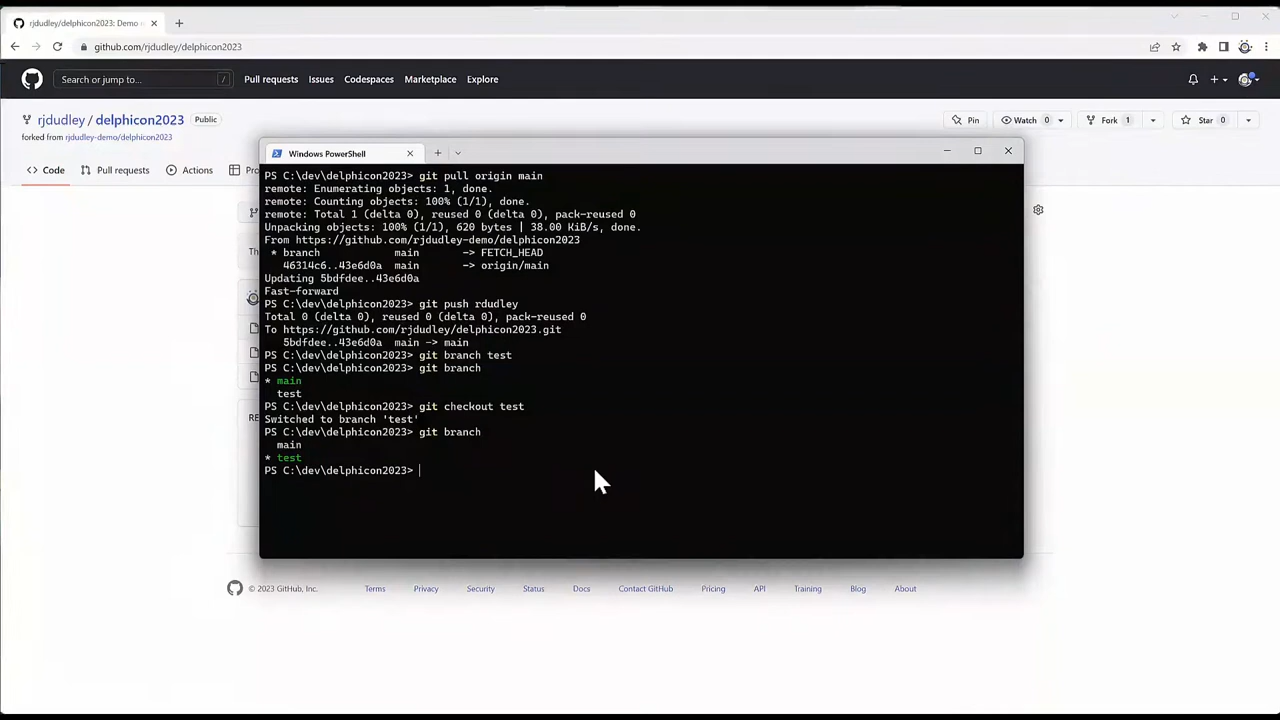 rjdudley/delphicon2023: Demo r
github.com/rjdudley/delphicon2023
Search or jump to... /
Pull requests Issues Codespaces Marketplace Explore
rjdudley / delphicon2023 Public
forked from rjdudley-demo/delphicon2023
Pin Watch 0 Fork 1 Star 0
Code Pull requests Actions Pr
Windows PowerShell
PS C:\dev\delphicon2023> git pull origin main
remote: Enumerating objects: 1, done.
remote: Counting objects: 100% (1/1), done.
remote: Total 1 (delta 0), reused 0 (delta 0), pack-reused 0
Unpacking objects: 100% (1/1), 620 bytes | 38.00 KiB/s, done.
From https://github.com/rjdudley-demo/delphicon2023
* branch main -> FETCH_HEAD
46314c6..43e6d0a main -> origin/main
Updating 5bdfdee..43e6d0a
Fast-forward
PS C:\dev\delphicon2023> git push rdudley
Total 0 (delta 0), reused 0 (delta 0), pack-reused 0
To https://github.com/rjdudley/delphicon2023.git
5bdfdee..43e6d0a main -> main
PS C:\dev\delphicon2023> git branch test
PS C:\dev\delphicon2023> git branch
* main
test
PS C:\dev\delphicon2023> git checkout test
Switched to branch 'test'
PS C:\dev\delphicon2023> git branch
main
* test
PS C:\dev\delphicon2023>
Th
RE
© 2023 GitHub, Inc. Terms Privacy Security Status Docs Contact GitHub Pricing API Training Blog About